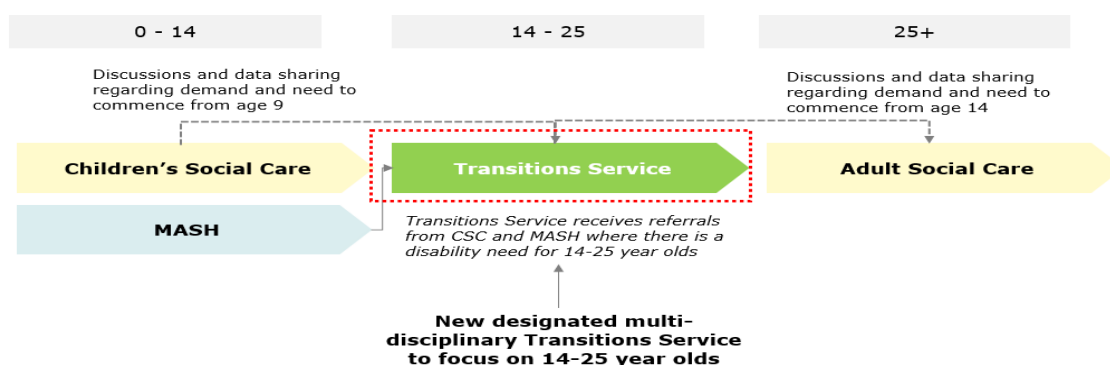 0 - 14
14 - 25
25+
Discussions and data sharing
regarding demand and need to
commence from age 9
Discussions and data sharing
regarding demand and need to
commence from age 14
Children's Social Care
Transitions Service
Adult Social Care
MASH
Transitions Service receives referrals
from CSC and MASH where there is a
disability need for 14-25 year olds
New designated multi-
disciplinary Transitions Service
to focus on 14-25 year olds